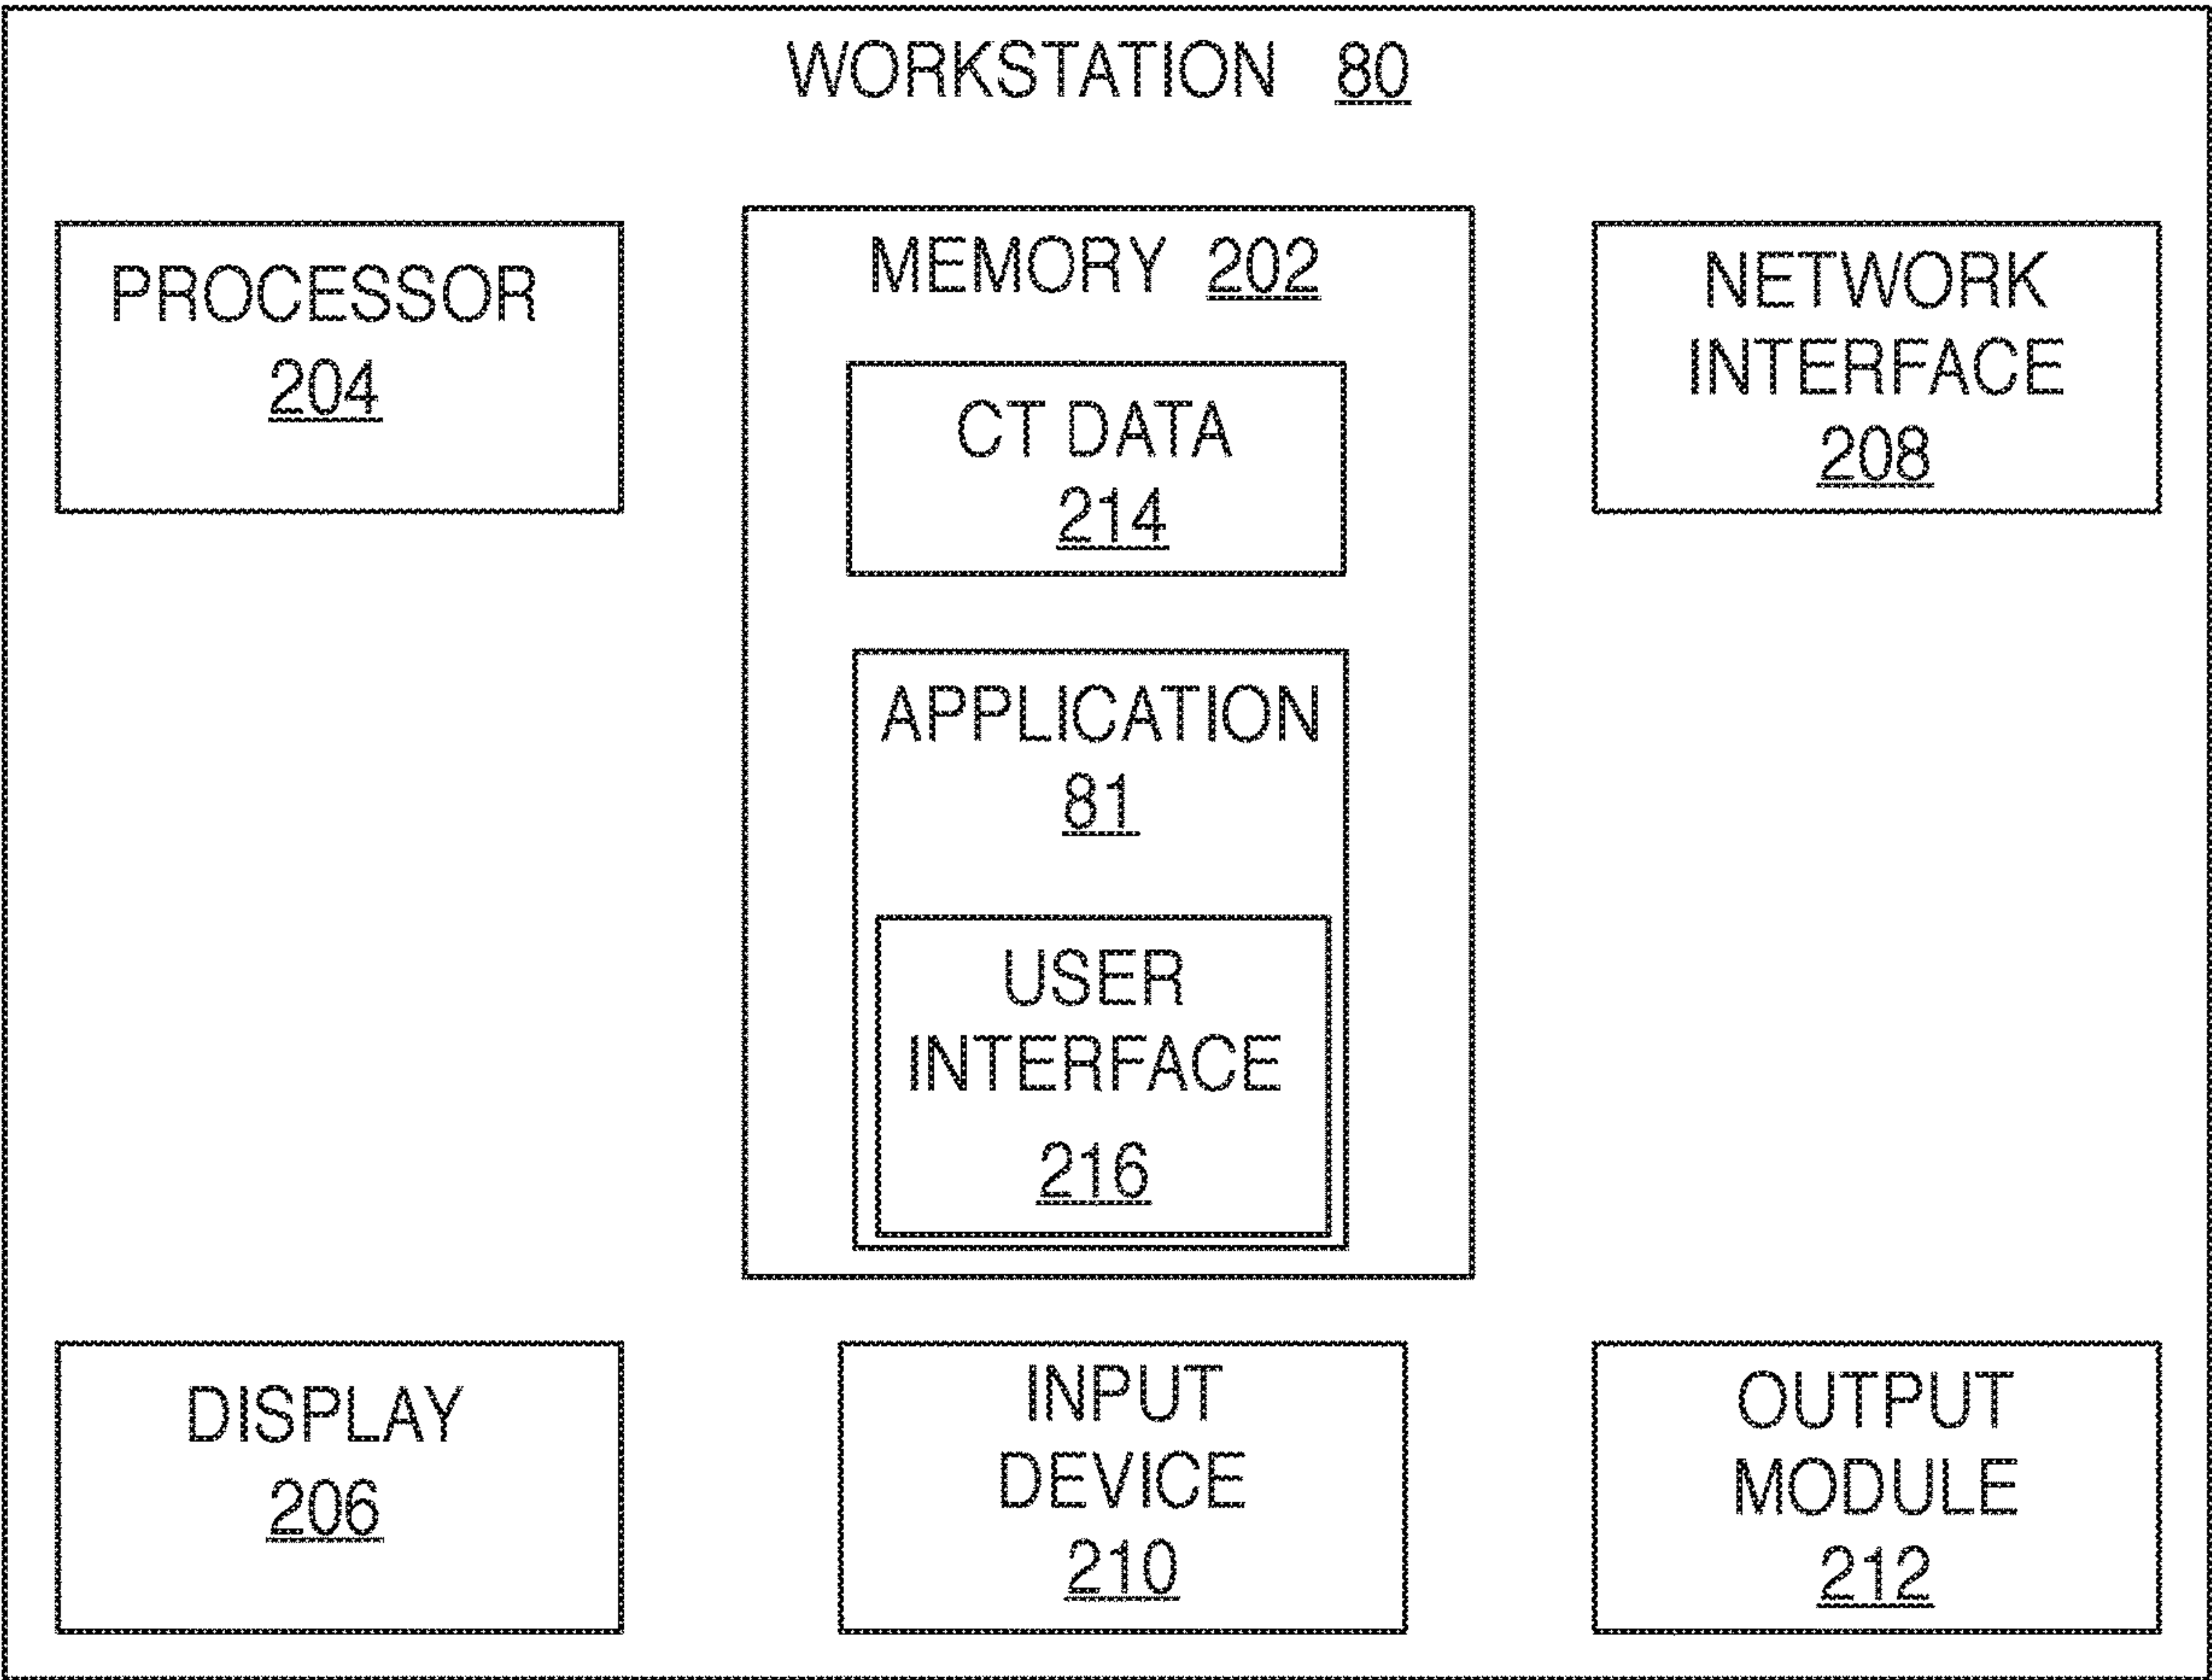 WORKSTATION 80
PROCESSOR
204
MEMORY 202
CT DATA
214
APPLICATION
81
USER
INTERFACE
216
NETWORK
INTERFACE
208
DISPLAY
206
INPUT
DEVICE
210
OUTPUT
MODULE
212